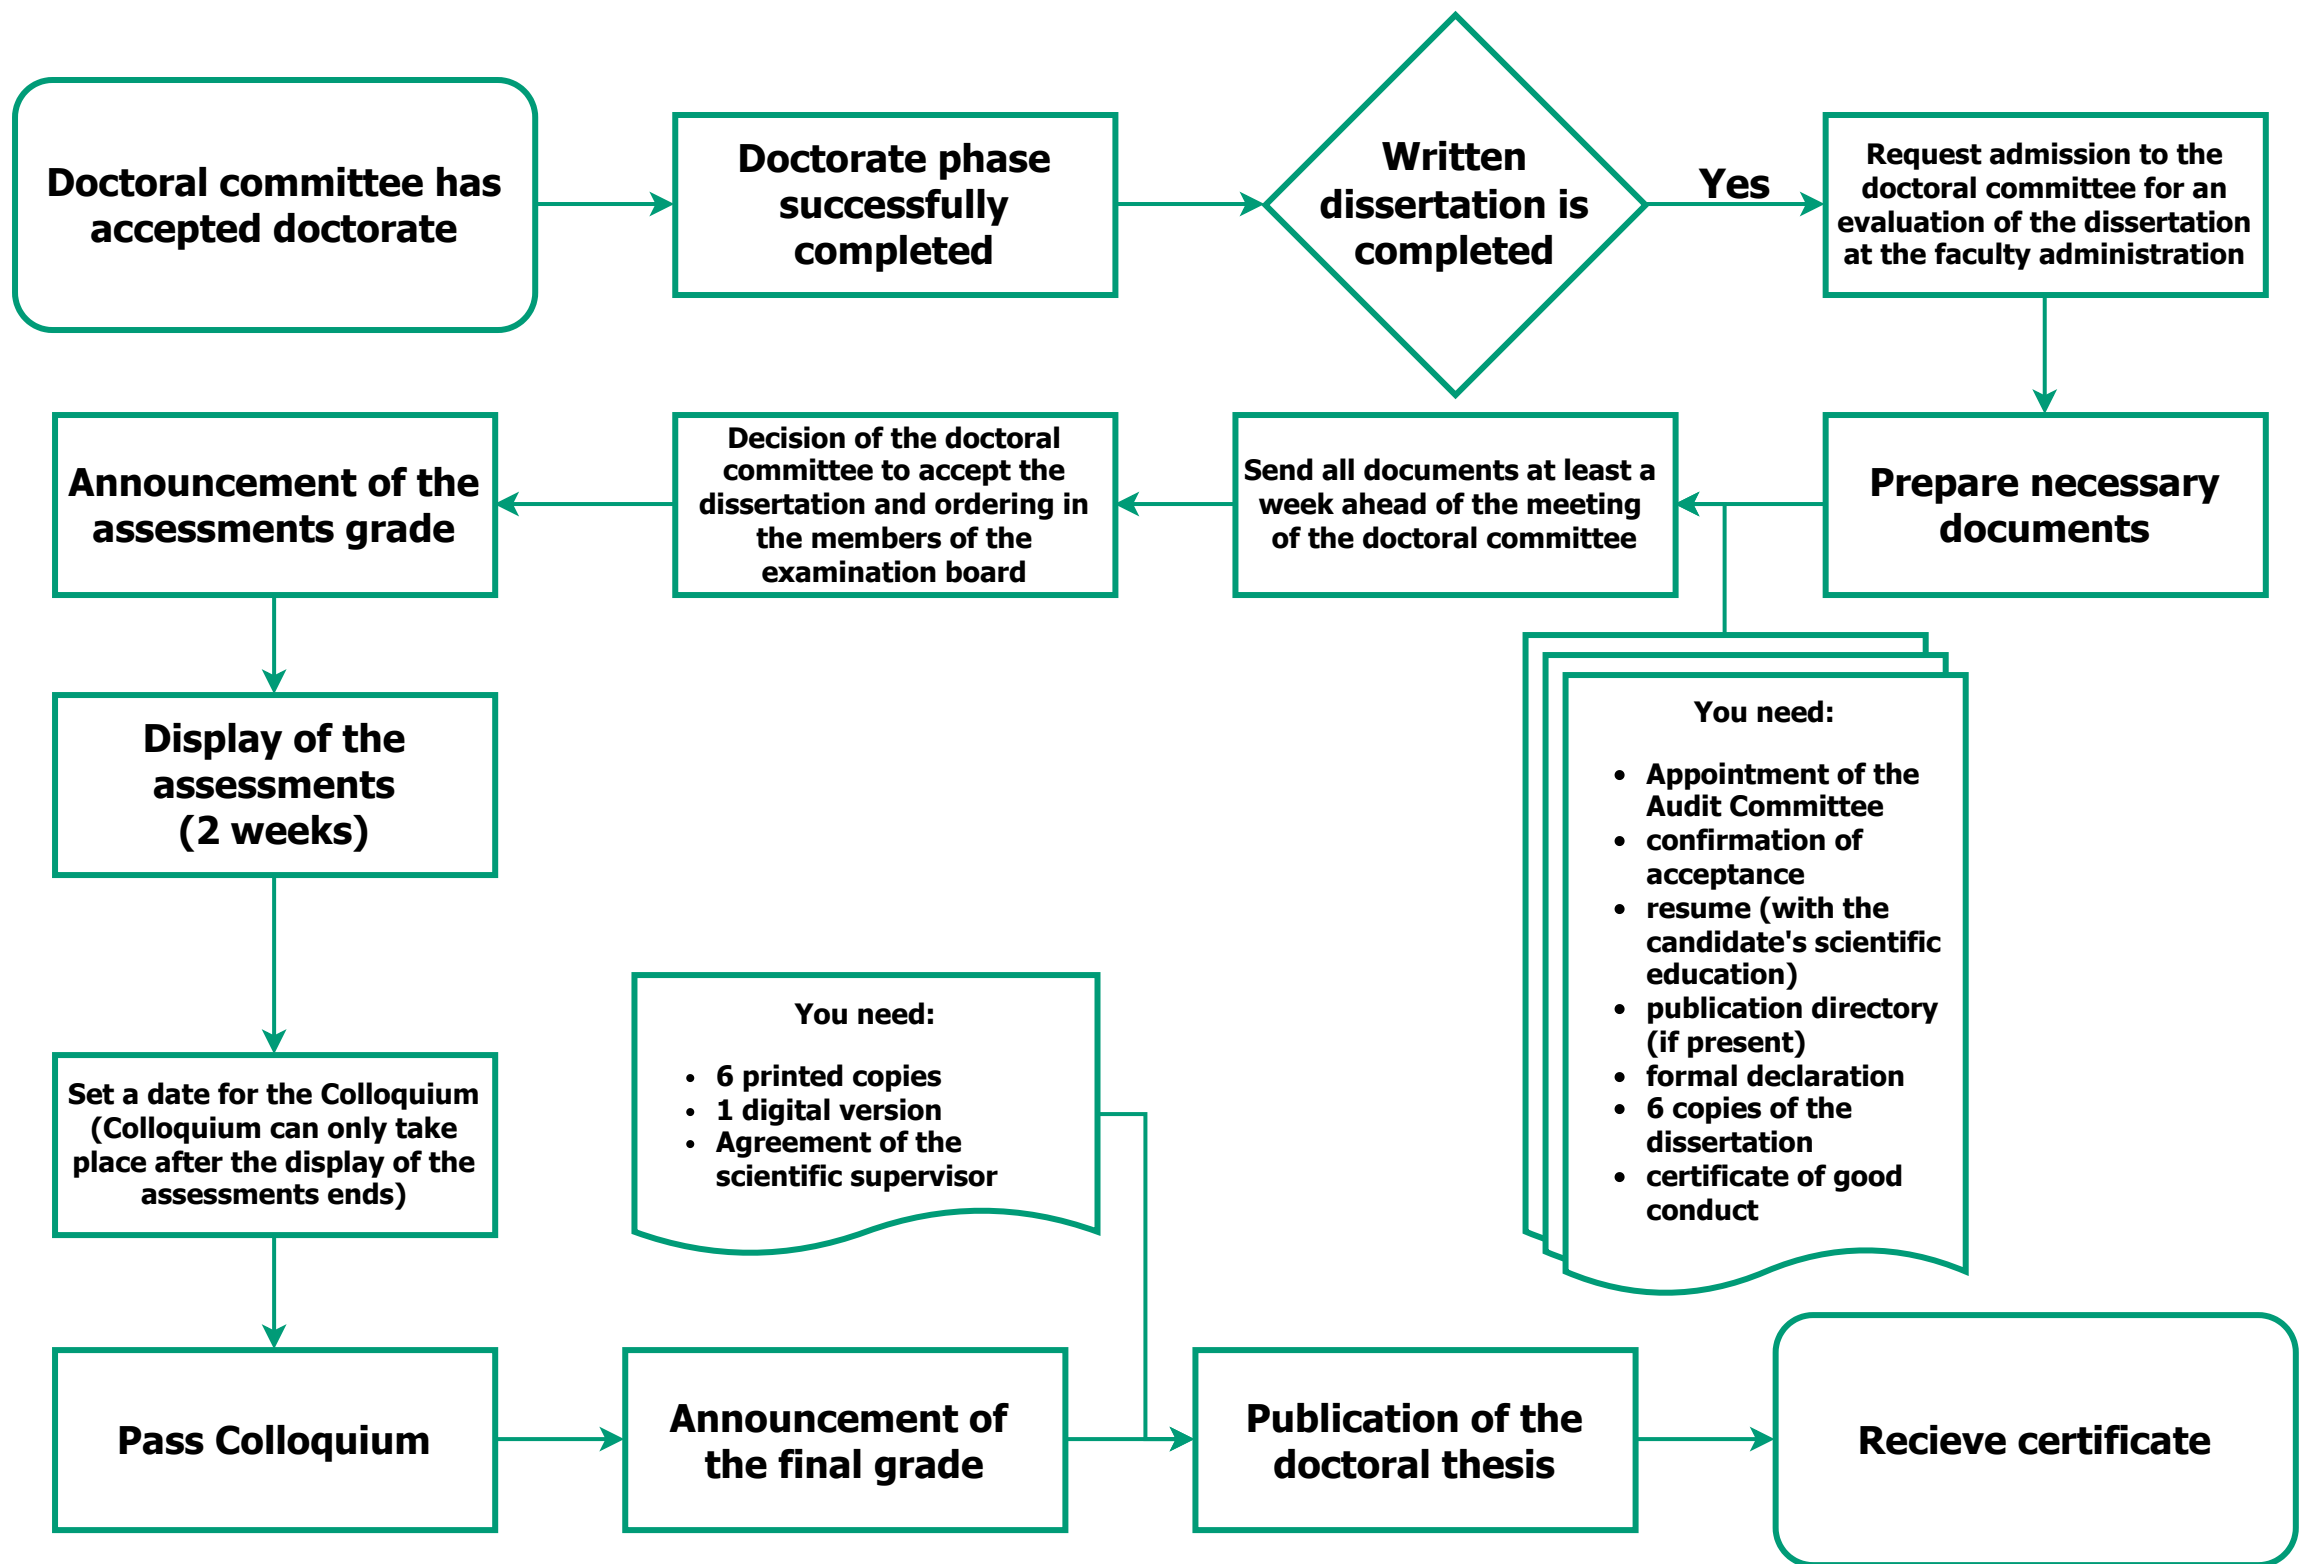 Doctoral committee has
accepted doctorate
Doctorate phase
successfully
completed
Written
dissertation is
completed
Yes
Request admission to the
doctoral committee for an
evaluation of the dissertation
at the faculty administration
Prepare necessary
documents
Send all documents at least a
week ahead of the meeting
of the doctoral committee
Decision of the doctoral
committee to accept the
dissertation and ordering in
the members of the
examination board
Announcement of the
assessments grade
You need:
• Appointment of the
Audit Committee
• confirmation of
acceptance
• resume (with the
candidate's scientific
education)
• publication directory
(if present)
• formal declaration
• 6 copies of the
dissertation
• certificate of good
conduct
Display of the
assessments
(2 weeks)
Set a date for the Colloquium
(Colloquium can only take
place after the display of the
assessments ends)
Pass Colloquium
Announcement of
the final grade
You need:
• 6 printed copies
• 1 digital version
• Agreement of the
scientific supervisor
Publication of the
doctoral thesis
Recieve certificate